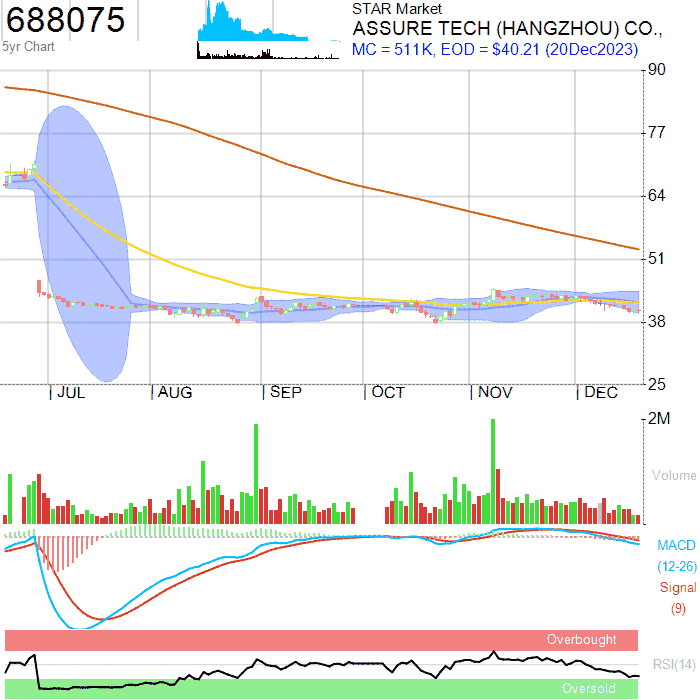 688075
5yr Chart
STAR Market
ASSURE TECH (HANGZHOU) CO.,
MC = 511K, EOD = $40.21 (20Dec2023)
90
77
64
51
38
25
JUL AUG SEP OCT NOV DEC
2M
Volume
MACD
(12-26)
Signal
(9)
Overbought
RSI(14)
Oversold